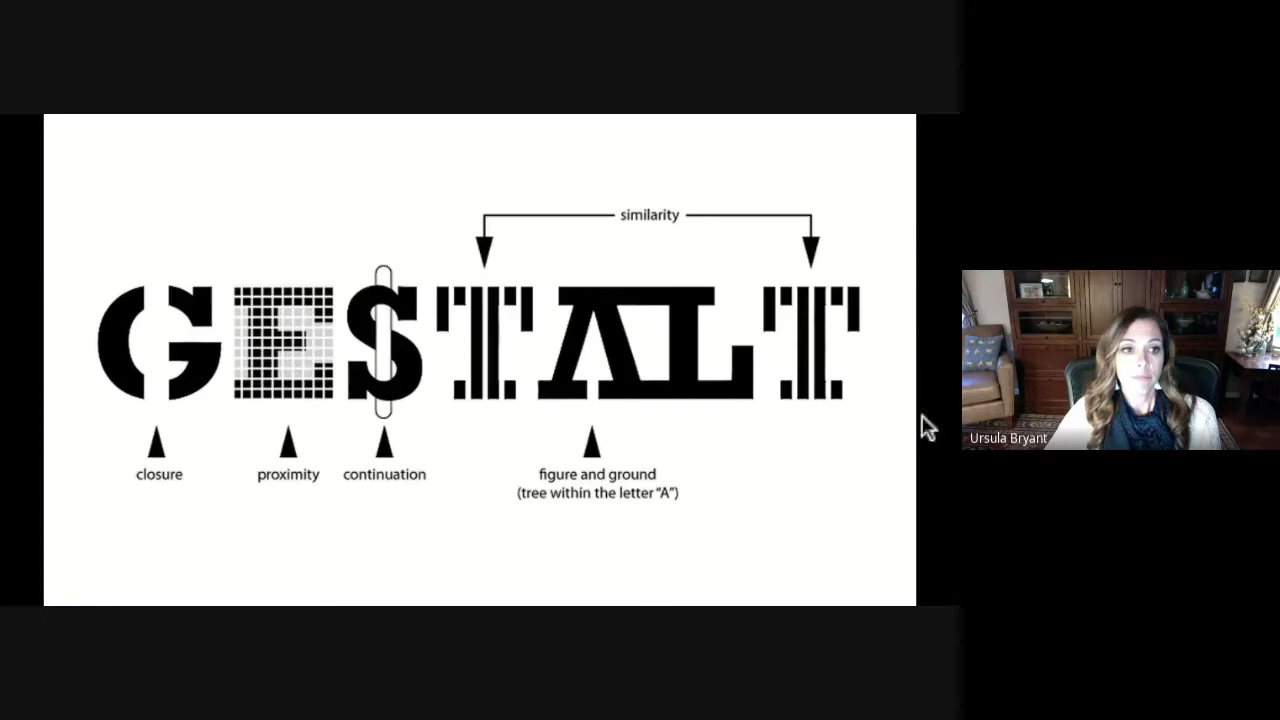 similarity
GESTALT
closure
proximity
continuation
figure and ground
(tree within the letter "A")
Ursula Bryant